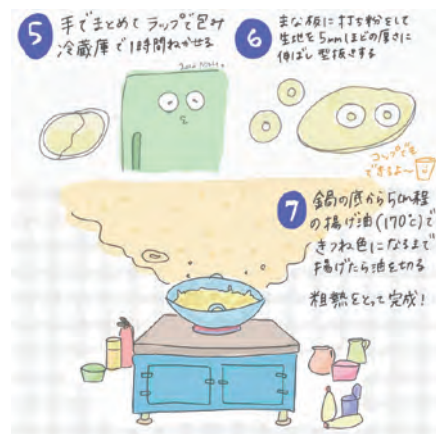 5
手でまとめて ラップで包み
冷蔵庫で1時間ねかせる
6
まな板に打ち粉をして
生地を5mmほどの厚さに
伸ばし 型抜きする
コップでも
できるよ〜
7
鍋の底から5cm程
の揚げ油(170℃)で
きつね色になるまで
揚げたら油を切る
粗熱をとって完成!